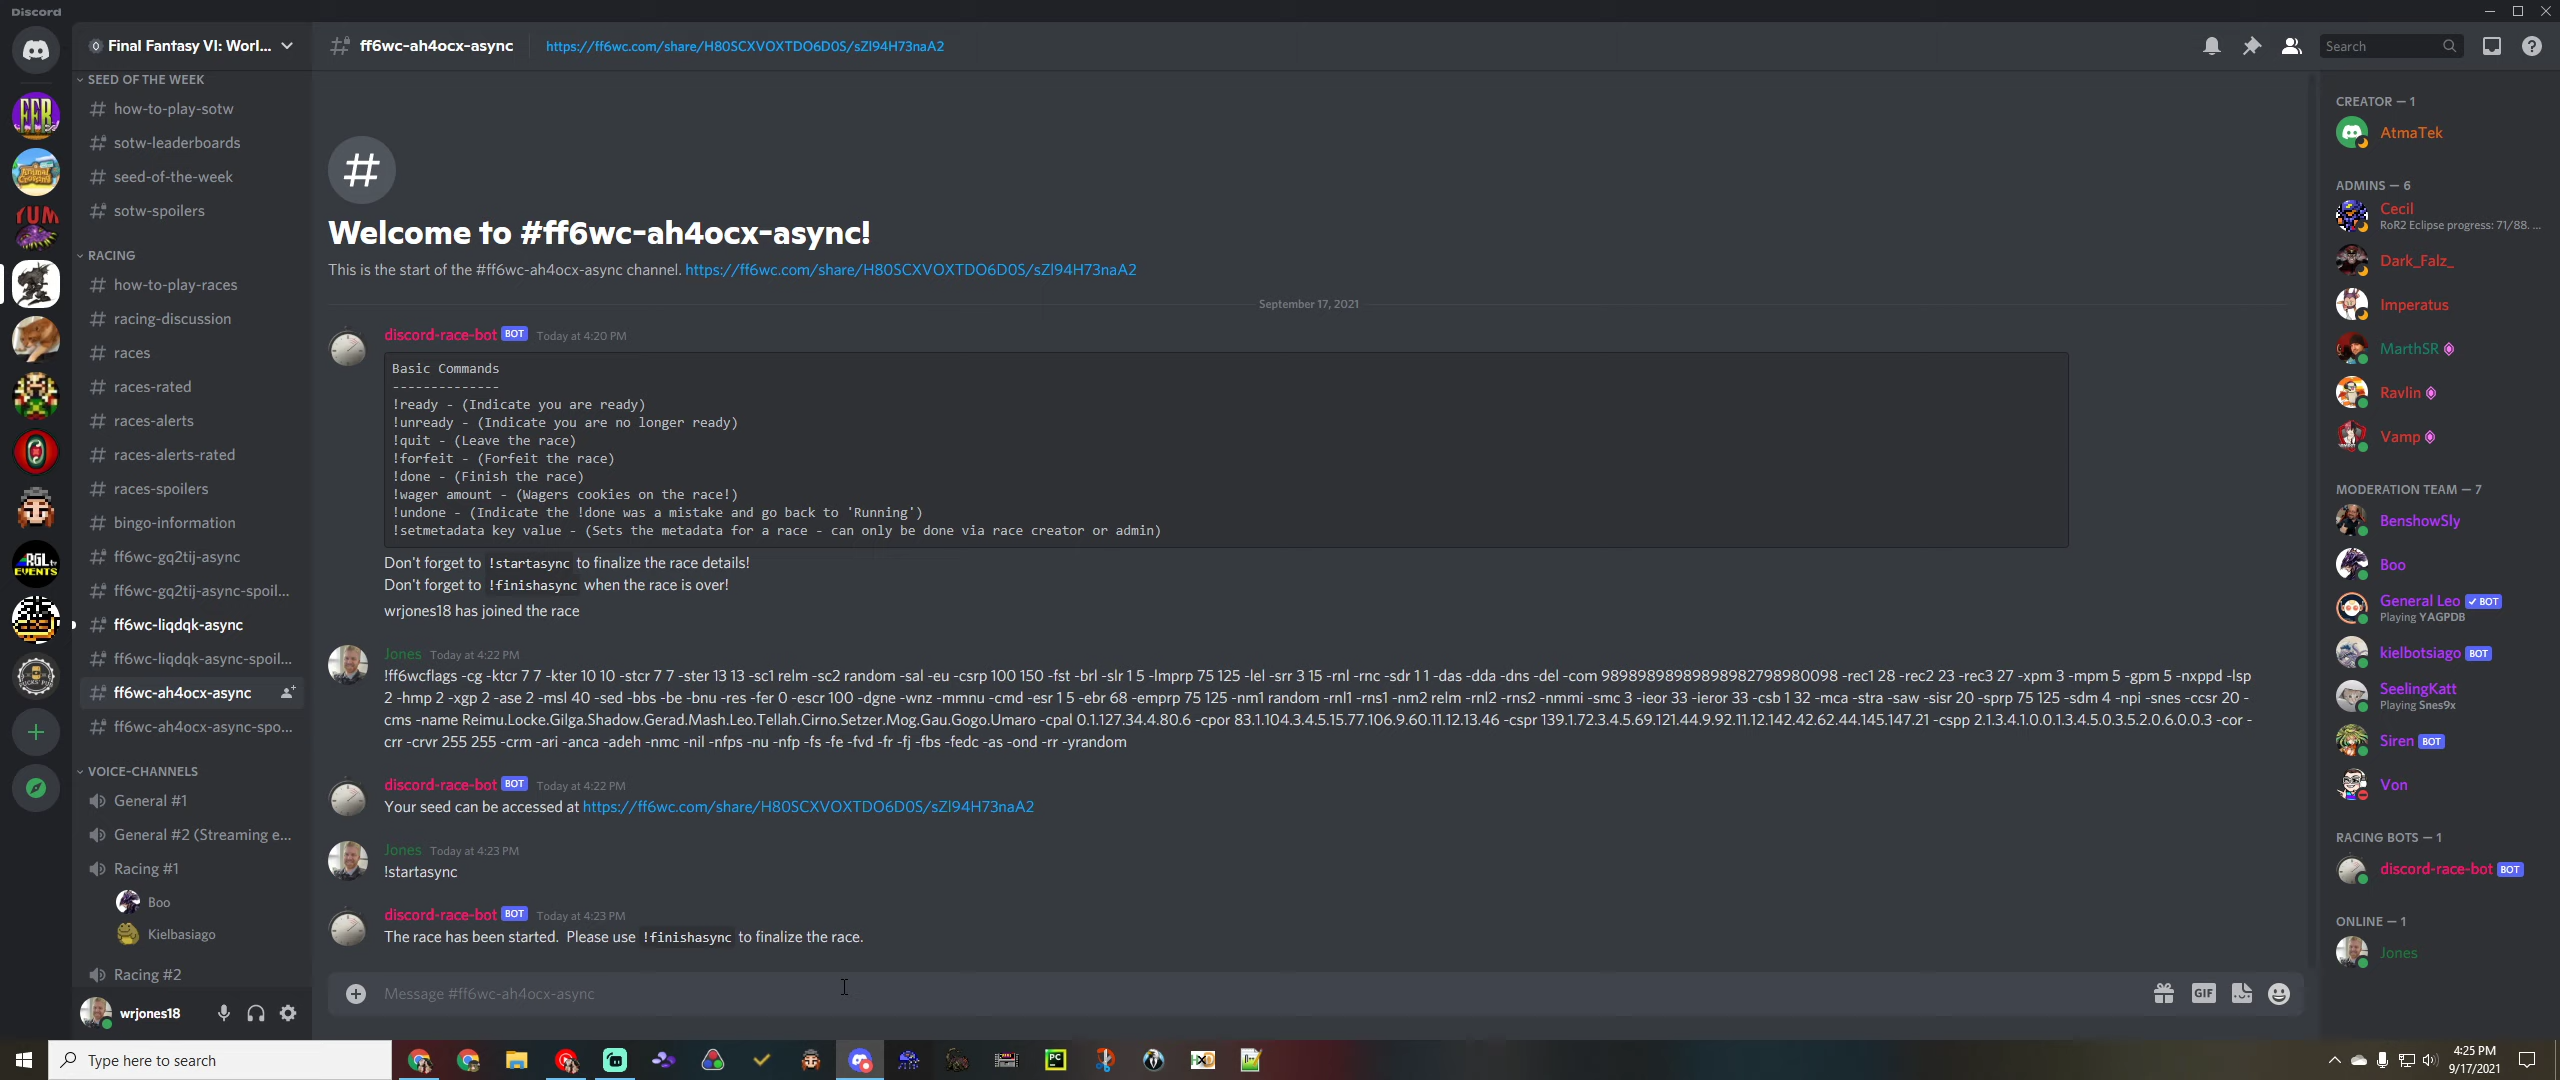 Discord
Final Fantasy VI: Worl...
SEED OF THE WEEK
how-to-play-sotw
sotw-leaderboards
seed-of-the-week
sotw-spoilers
RACING
how-to-play-races
racing-discussion
races
races-rated
races-alerts
races-alerts-rated
races-spoilers
bingo-information
ff6wc-gq2tij-async
ff6wc-gq2tij-async-spoil...
ff6wc-liqdqk-async
ff6wc-liqdqk-async-spoil...
ff6wc-ah4ocx-async
ff6wc-ah4ocx-async-spo...
VOICE-CHANNELS
General #1
General #2 (Streaming e...
Racing #1
Boo
Kielbasiago
Racing #2
wrjones18
ff6wc-ah4ocx-async
https://ff6wc.com/share/H80SCXVOXTDO6D0S/sZl94H73naA2
Search
Welcome to #ff6wc-ah4ocx-async!
This is the start of the #ff6wc-ah4ocx-async channel. https://ff6wc.com/share/H80SCXVOXTDO6D0S/sZl94H73naA2
September 17, 2021
discord-race-bot BOT Today at 4:20 PM
Basic Commands
--------------
!ready - (Indicate you are ready)
!unready - (Indicate you are no longer ready)
!quit - (Leave the race)
!forfeit - (Forfeit the race)
!done - (Finish the race)
!wager amount - (Wagers cookies on the race!)
!undone - (Indicate the !done was a mistake and go back to 'Running')
!setmetadata key value - (Sets the metadata for a race - can only be done via race creator or admin)
Don't forget to !startasync to finalize the race details!
Don't forget to !finishasync when the race is over!
wrjones18 has joined the race
Jones Today at 4:22 PM
!ff6wcflags -cg -ktcr 7 7 -kter 10 10 -stcr 7 7 -ster 13 13 -sc1 relm -sc2 random -sal -eu -csrp 100 150 -fst -brl -slr 1 5 -lmprp 75 125 -lel -srr 3 15 -rnl -rnc -sdr 1 1 -das -dda -dns -del -com 98989898989898982798980098 -rec1 28 -rec2 23 -rec3 27 -xpm 3 -mpm 5 -gpm 5 -nxppd -lsp
2 -hmp 2 -xgp 2 -ase 2 -msl 40 -sed -bbs -be -bnu -res -fer 0 -escr 100 -dgne -wnz -mmnu -cmd -esr 1 5 -ebr 68 -emprp 75 125 -nm1 random -rnl1 -rns1 -nm2 relm -rnl2 -rns2 -nmmi -smc 3 -ieor 33 -ieror 33 -csb 1 32 -mca -stra -saw -sisr 20 -sprp 75 125 -sdm 4 -npi -snes -ccsr 20 -
cms -name Reimu.Locke.Gilga.Shadow.Gerad.Mash.Leo.Tellah.Cirno.Setzer.Mog.Gau.Gogo.Umaro -cpal 0.1.127.34.4.80.6 -cpor 83.1.104.3.4.5.15.77.106.9.60.11.12.13.46 -cspr 139.1.72.3.4.5.69.121.44.9.92.11.12.142.42.62.44.145.147.21 -cspp 2.1.3.4.1.0.0.1.3.4.5.0.3.5.2.0.6.0.0.3 -cor -
crr -crvr 255 255 -crm -ari -anca -adeh -nmc -nil -nfps -nu -nfp -fs -fe -fvd -fr -fj -fbs -fedc -as -ond -rr -yrandom
discord-race-bot BOT Today at 4:22 PM
Your seed can be accessed at https://ff6wc.com/share/H80SCXVOXTDO6D0S/sZl94H73naA2
Jones Today at 4:23 PM
!startasync
discord-race-bot BOT Today at 4:23 PM
The race has been started. Please use !finishasync to finalize the race.
Message #ff6wc-ah4ocx-async
GIF
CREATOR — 1
AtmaTek
ADMINS — 6
Cecil
RoR2 Eclipse progress: 71/88. ...
Dark_Falz_
Imperatus
MarthSR
Ravlin
Vamp
MODERATION TEAM — 7
BenshowSly
Boo
General Leo BOT
Playing YAGPDB
kielbotsiago BOT
SeelingKatt
Playing Snes9x
Siren BOT
Von
RACING BOTS — 1
discord-race-bot BOT
ONLINE — 1
Jones
Type here to search
4:25 PM
9/17/2021